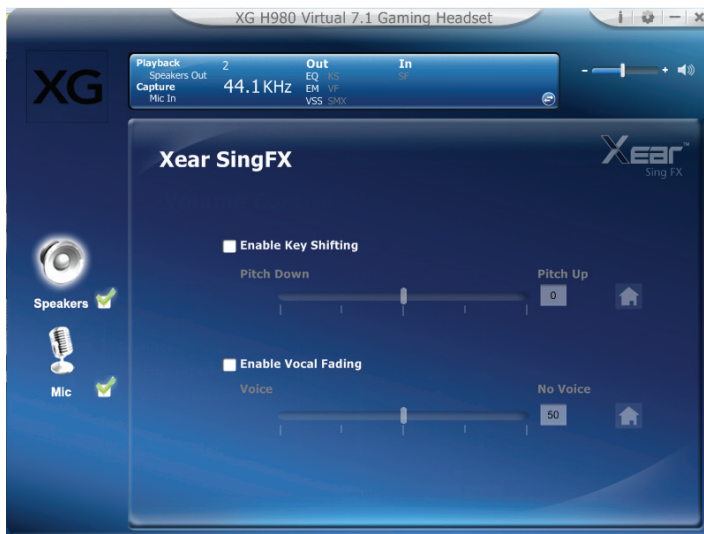 XG H980 Virtual 7.1 Gaming Headset
i
XG
Playback 2 Out In
Speakers Out EQ KS SF
Capture 44.1KHz EM VF
Mic In VSS SMX
- +
Xear SingFX
Xear™
Sing FX
Enable Key Shifting
Pitch Down Pitch Up
0
Speakers
Enable Vocal Fading
Mic
Voice No Voice
50